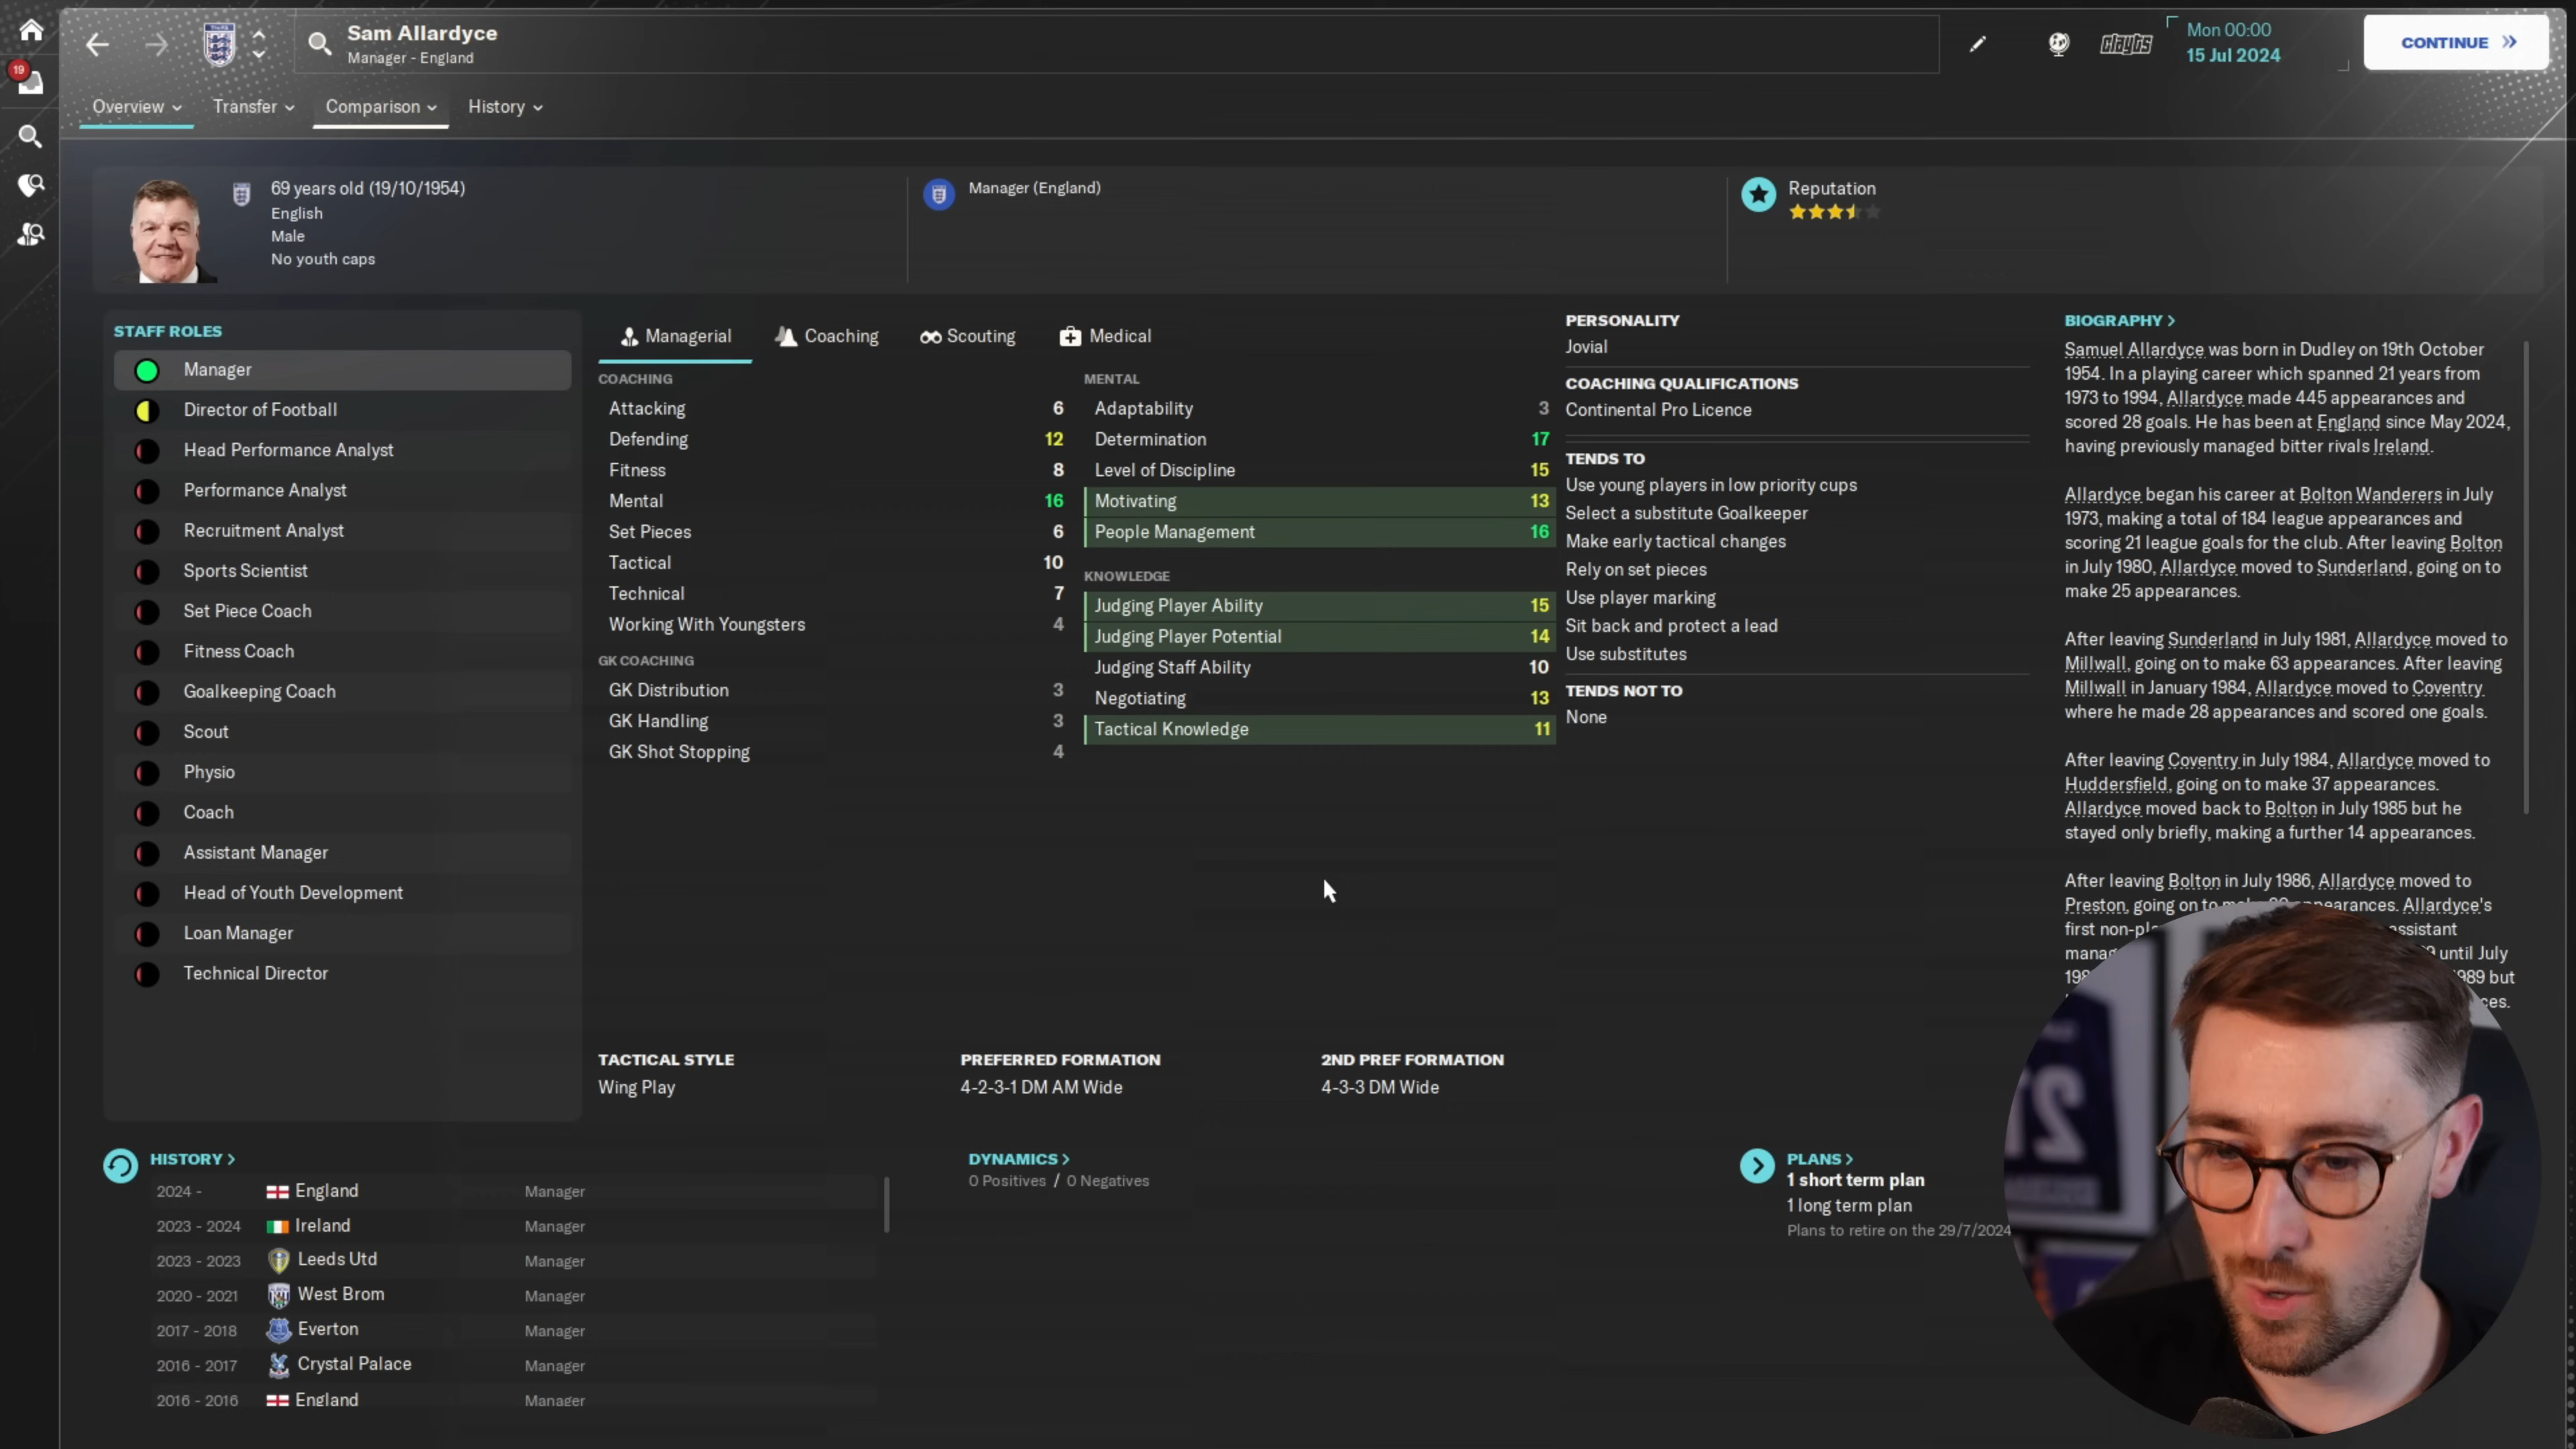 Sam Allardyce
Manager - England
Mon 00:00
15 Jul 2024
CONTINUE
19
Overview
Transfer
Comparison
History
69 years old (19/10/1954)
English
Male
No youth caps
Manager (England)
Reputation
STAFF ROLES
Manager
Director of Football
Head Performance Analyst
Performance Analyst
Recruitment Analyst
Sports Scientist
Set Piece Coach
Fitness Coach
Goalkeeping Coach
Scout
Physio
Coach
Assistant Manager
Head of Youth Development
Loan Manager
Technical Director
Managerial
Coaching
Scouting
Medical
COACHING
Attacking 6
Defending 12
Fitness 8
Mental 16
Set Pieces 6
Tactical 10
Technical 7
Working With Youngsters 4
GK COACHING
GK Distribution 3
GK Handling 3
GK Shot Stopping 4
MENTAL
Adaptability 3
Determination 17
Level of Discipline 15
Motivating 13
People Management 16
KNOWLEDGE
Judging Player Ability 15
Judging Player Potential 14
Judging Staff Ability 10
Negotiating 13
Tactical Knowledge 11
PERSONALITY
Jovial
COACHING QUALIFICATIONS
Continental Pro Licence
TENDS TO
Use young players in low priority cups
Select a substitute Goalkeeper
Make early tactical changes
Rely on set pieces
Use player marking
Sit back and protect a lead
Use substitutes
TENDS NOT TO
None
BIOGRAPHY >
Samuel Allardyce was born in Dudley on 19th October
1954. In a playing career which spanned 21 years from
1973 to 1994, Allardyce made 445 appearances and
scored 28 goals. He has been at England since May 2024,
having previously managed bitter rivals Ireland.
Allardyce began his career at Bolton Wanderers in July
1973, making a total of 184 league appearances and
scoring 21 league goals for the club. After leaving Bolton
in July 1980, Allardyce moved to Sunderland, going on to
make 25 appearances.
After leaving Sunderland in July 1981, Allardyce moved to
Millwall, going on to make 63 appearances. After leaving
Millwall in January 1984, Allardyce moved to Coventry
where he made 28 appearances and scored one goals.
After leaving Coventry in July 1984, Allardyce moved to
Huddersfield, going on to make 37 appearances.
Allardyce moved back to Bolton in July 1985 but he
stayed only briefly, making a further 14 appearances.
After leaving Bolton in July 1986, Allardyce moved to
Preston, going on to appearances. Allardyce's
first assistant
until July
but
TACTICAL STYLE
Wing Play
PREFERRED FORMATION
4-2-3-1 DM AM Wide
2ND PREF FORMATION
4-3-3 DM Wide
HISTORY >
2024 - England Manager
2023 - 2024 Ireland Manager
2023 - 2023 Leeds Utd Manager
2020 - 2021 West Brom Manager
2017 - 2018 Everton Manager
2016 - 2017 Crystal Palace Manager
2016 - 2016 England Manager
DYNAMICS >
0 Positives / 0 Negatives
PLANS >
1 short term plan
1 long term plan
Plans to retire on the 29/7/2024